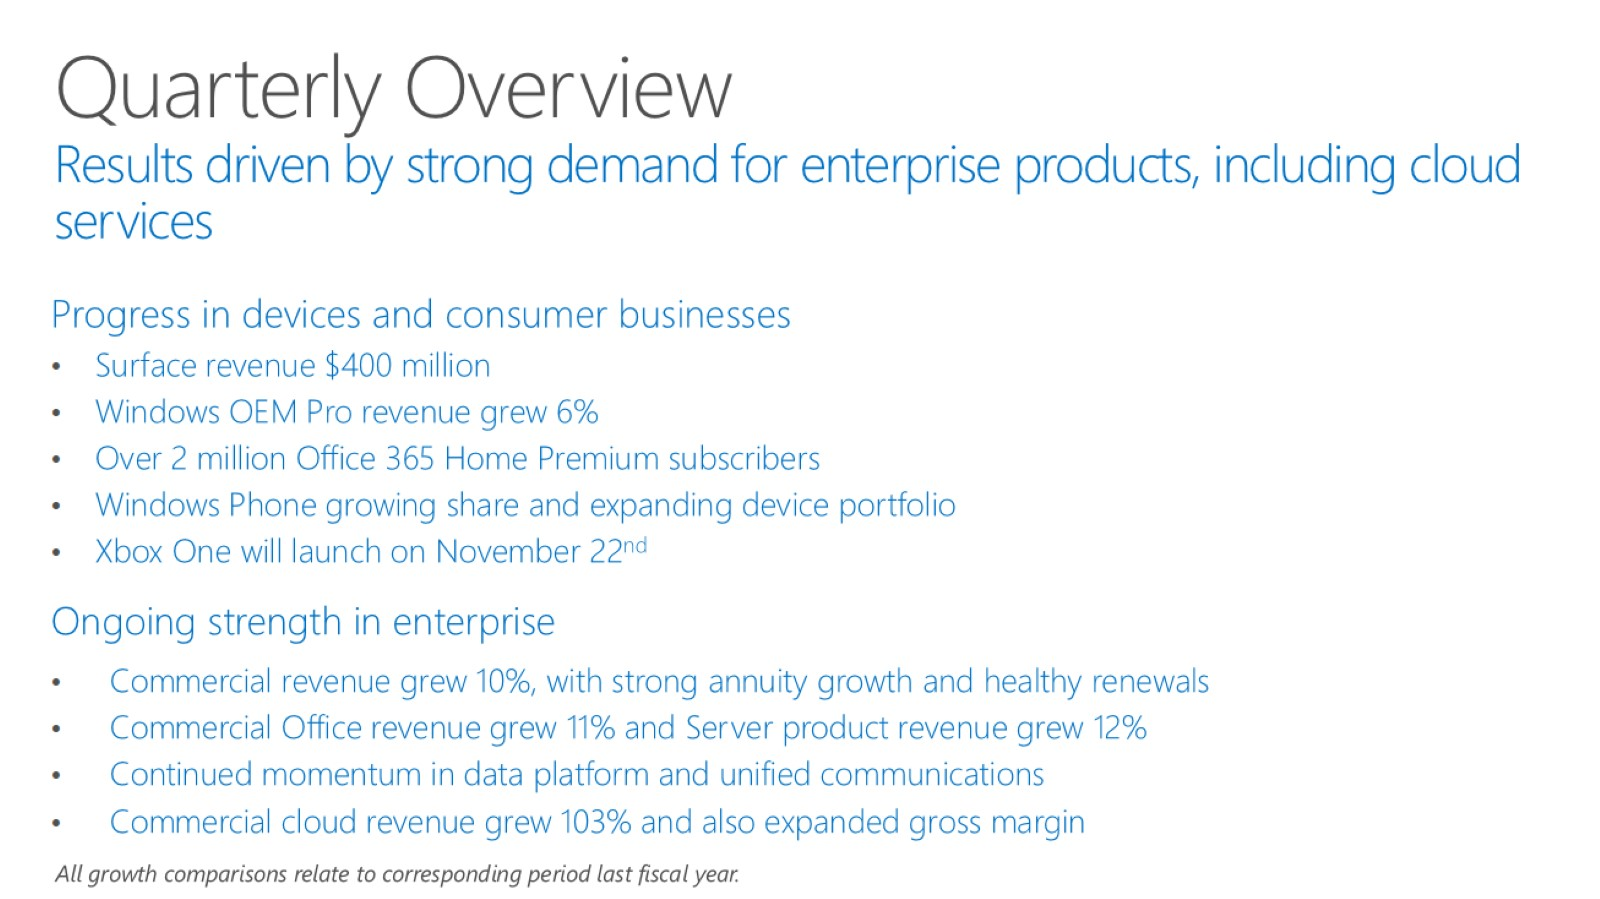 Quarterly Overview
Results driven by strong demand for enterprise products, including cloud
services
Progress in devices and consumer businesses
• Surface revenue $400 million
• Windows OEM Pro revenue grew 6%
• Over 2 million Office 365 Home Premium subscribers
• Windows Phone growing share and expanding device portfolio
• Xbox One will launch on November 22nd
Ongoing strength in enterprise
• Commercial revenue grew 10%, with strong annuity growth and healthy renewals
• Commercial Office revenue grew 11% and Server product revenue grew 12%
• Continued momentum in data platform and unified communications
• Commercial cloud revenue grew 103% and also expanded gross margin
All growth comparisons relate to corresponding period last fiscal year.